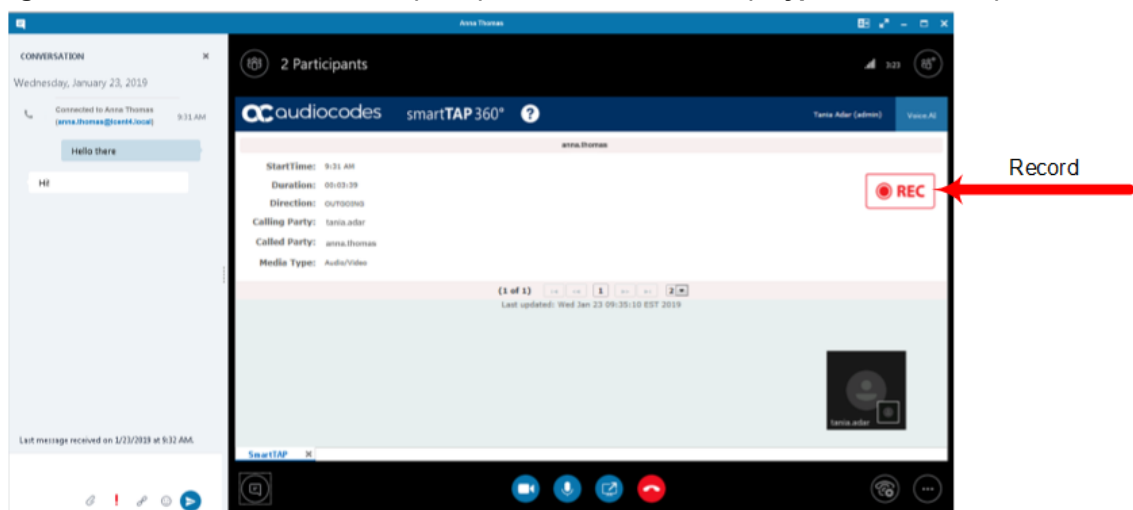 Anna Thomas
CONVERSATION
Wednesday, January 23, 2019
Connected to Anna Thomas
9:31 AM
Hello there
Hi!
Last message received on 1/23/2019 at 9:32 AM.
2 Participants
3:23
audiocodes smartTAP 360° ?
Tania Adar (admin)
Voice.AI
anna.thomas
StartTime: 9:31 AM
Duration: 00:03:39
Direction: OUTGOING
Calling Party: tania.adar
Called Party: anna.thomas
Media Type: Audio/Video
REC
Record
(1 of 1) 1 2
Last updated: Wed Jan 23 09:35:10 EST 2019
tania.adar
SmartTAP